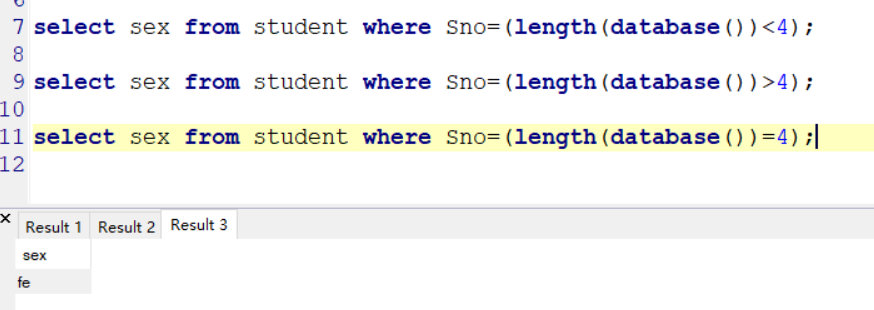 6
7 select sex from student where Sno=(length(database())<4);
8
9 select sex from student where Sno=(length(database())>4);
10
11 select sex from student where Sno=(length(database())=4);
12
× Result 1 Result 2 Result 3
sex
fe